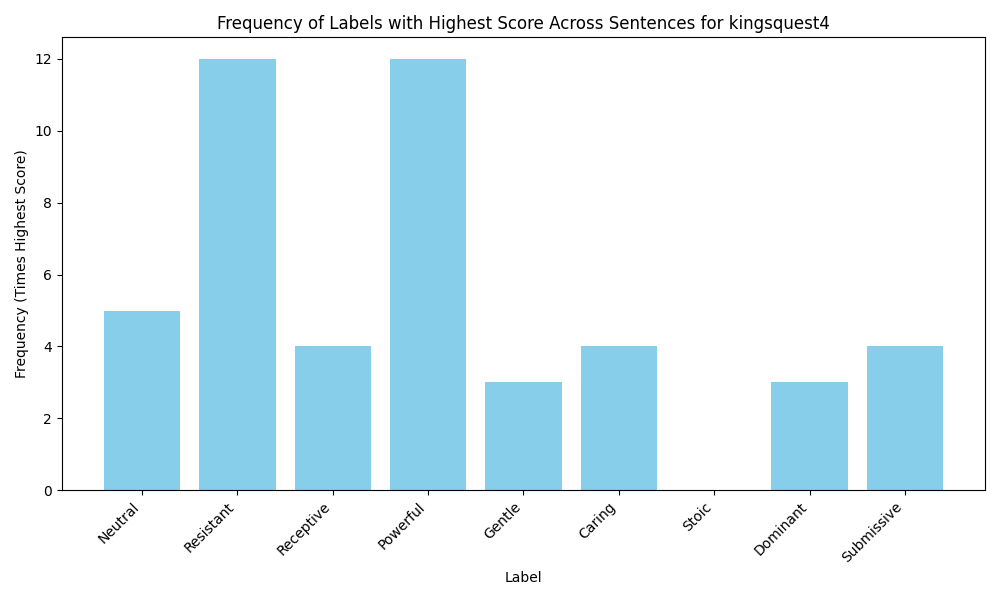 Frequency of Labels with Highest Score Across Sentences for kingsquest4
Frequency (Times Highest Score)
12
10
8
6
4
2
0
Neutral
Resistant
Receptive
Powerful
Gentle
Caring
Stoic
Dominant
Submissive
Label